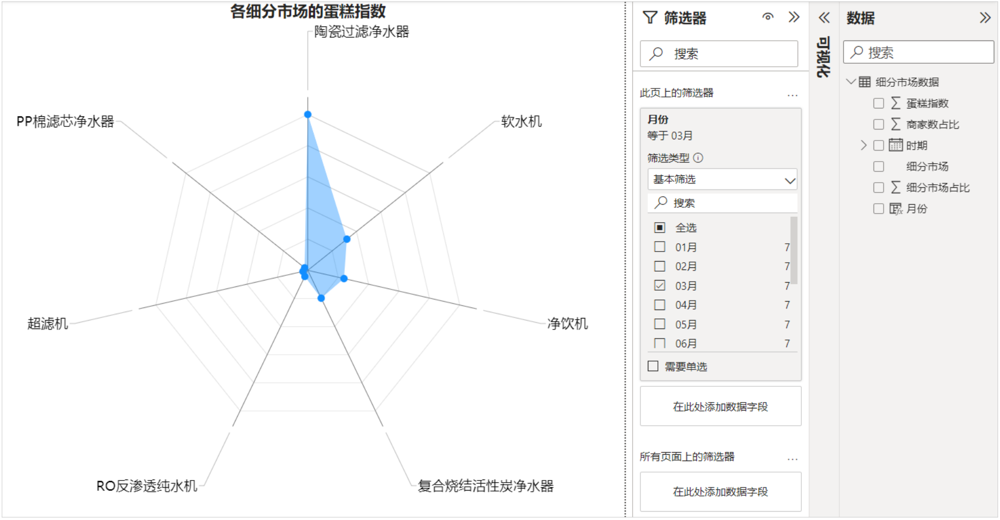 各细分市场的蛋糕指数
陶瓷过滤净水器
PP棉滤芯净水器
软水机
超滤机
净饮机
RO反渗透纯水机
复合烧结活性炭净水器
筛选器
搜索
此页上的筛选器
...
月份
等于 03月
筛选类型
基本筛选
搜索
全选
01月 7
02月 7
03月 7
04月 7
05月 7
06月 7
需要单选
在此处添加数据字段
所有页面上的筛选器
...
在此处添加数据字段
可视化
数据
搜索
细分市场数据
∑ 蛋糕指数
∑ 商家数占比
时期
细分市场
∑ 细分市场占比
月份